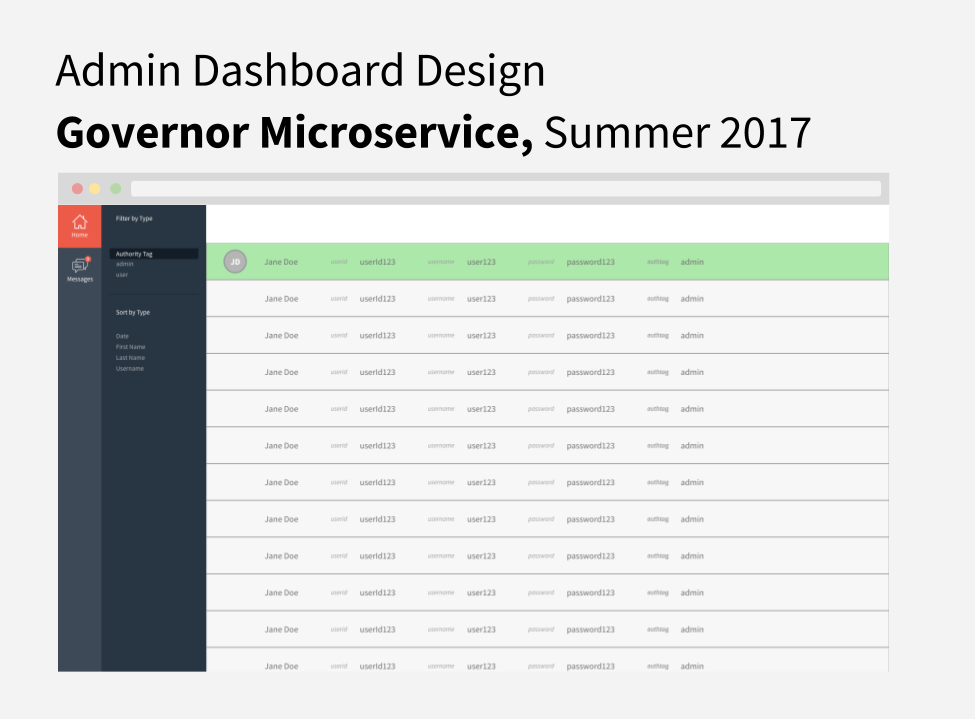 Admin Dashboard Design
Governor Microservice, Summer 2017
Home
Messages
Filter by Type
Authority Tag
admin
user
Sort by Type
Date
First Name
Last Name
Username
JD Jane Doe userid userId123 username user123 password password123 authtag admin
Jane Doe userid userId123 username user123 password password123 authtag admin
Jane Doe userid userId123 username user123 password password123 authtag admin
Jane Doe userid userId123 username user123 password password123 authtag admin
Jane Doe userid userId123 username user123 password password123 authtag admin
Jane Doe userid userId123 username user123 password password123 authtag admin
Jane Doe userid userId123 username user123 password password123 authtag admin
Jane Doe userid userId123 username user123 password password123 authtag admin
Jane Doe userid userId123 username user123 password password123 authtag admin
Jane Doe userid userId123 username user123 password password123 authtag admin
Jane Doe userid userId123 username user123 password password123 authtag admin
Jane Doe userid userId123 username user123 password password123 authtag admin